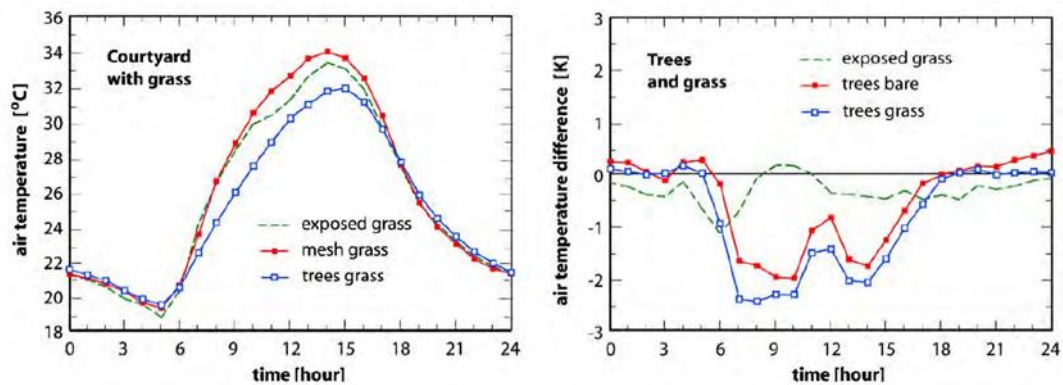 36
34
32
30
28
26
24
22
20
18
air temperature [°C]
Courtyard
with grass
exposed grass
mesh grass
trees grass
0 3 6 9 12 15 18 21 24
time [hour]
3
2
1
0
-1
-2
-3
air temperature difference [K]
Trees
and grass
exposed grass
trees bare
trees grass
0 3 6 9 12 15 18 21 24
time [hour]